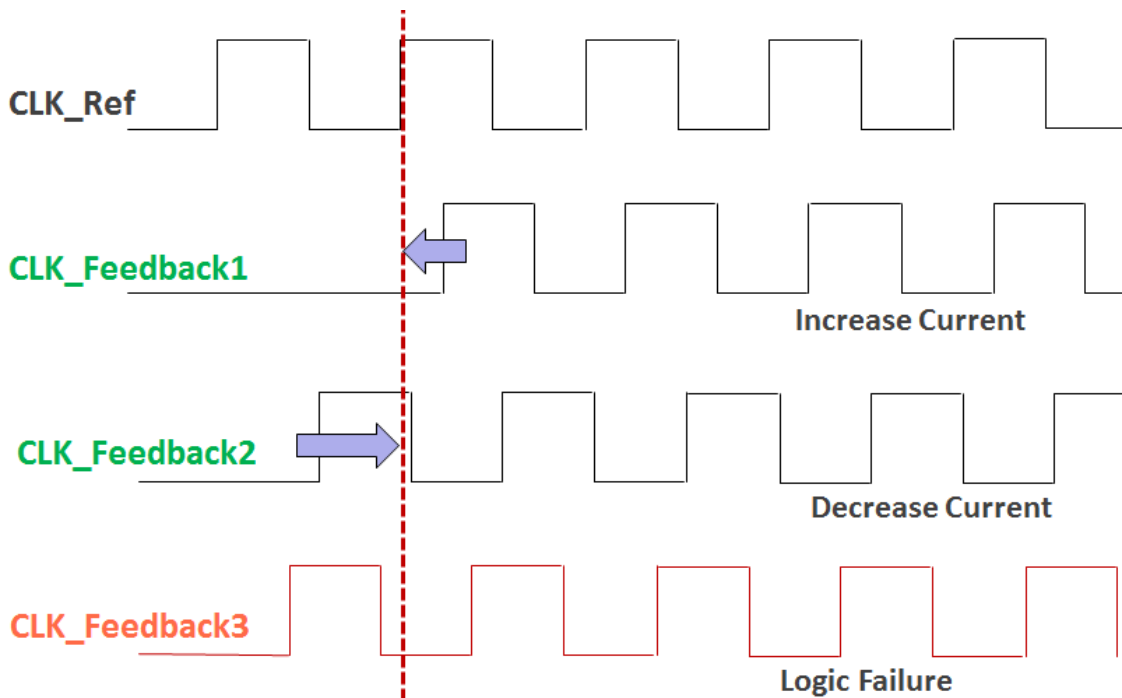 CLK_Ref
CLK_Feedback1
Increase Current
CLK_Feedback2
Decrease Current
CLK_Feedback3
Logic Failure